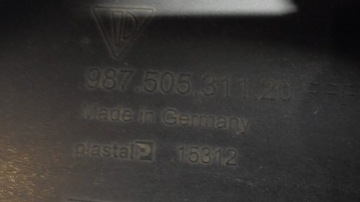 987.505.311.20
Made in Germany
plastal P 15312